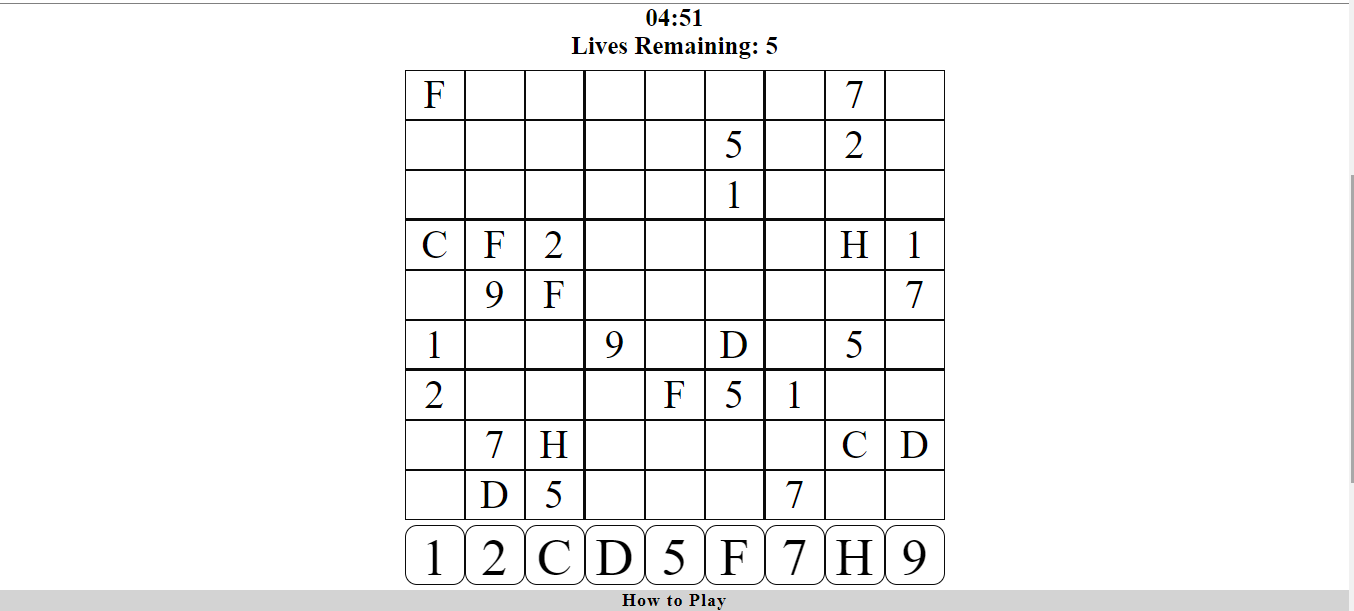 04:51
Lives Remaining: 5
F 7
5 2
1
C F 2 H 1
9 F 7
1 9 D 5
2 F 5 1
7 H C D
D 5 7
1 2 C D 5 F 7 H 9
How to Play